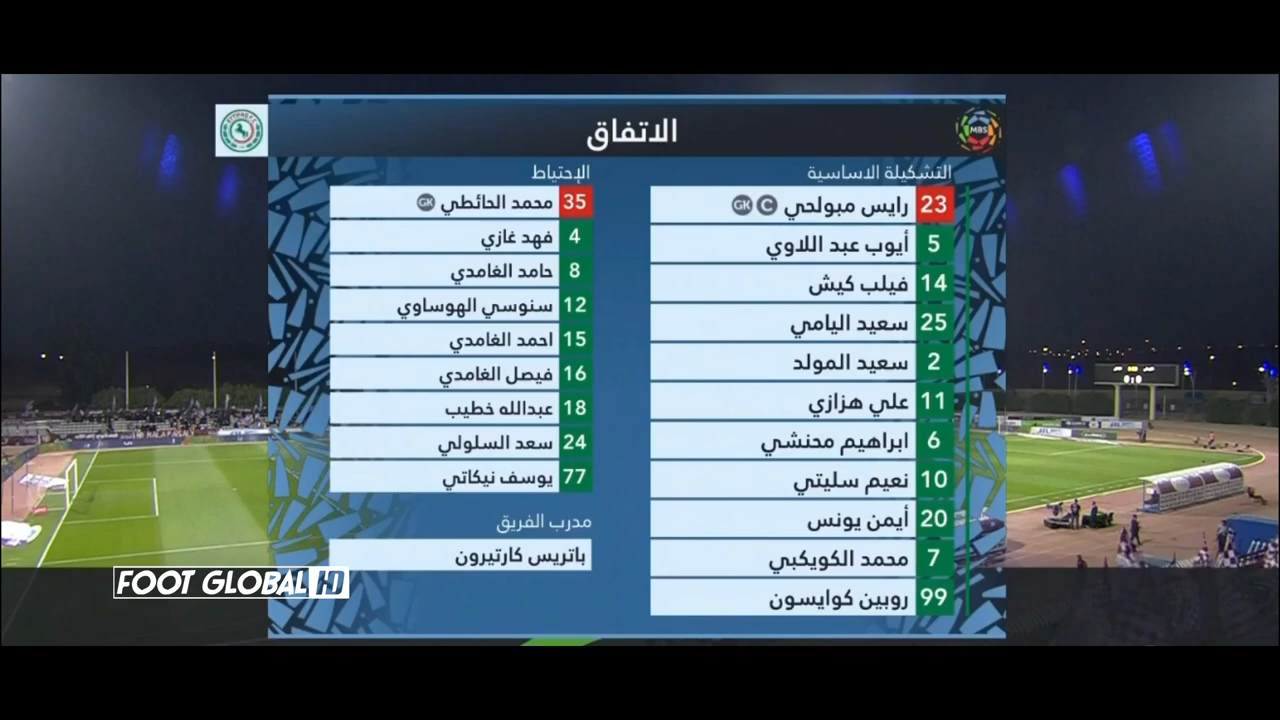 الاتفاق
MBS
التشكيلة الاساسية
23 رايس مبولحي C GK
5 أيوب عبد اللاوي
14 فيلب كيش
25 سعيد اليامي
2 سعيد المولد
11 علي هزازي
6 ابراهيم محنشي
10 نعيم سليتي
20 أيمن يونس
7 محمد الكويكبي
99 روبين كوايسون
الإحتياط
35 محمد الحائطي GK
4 فهد غازي
8 حامد الغامدي
12 سنوسي الهوساوي
15 احمد الغامدي
16 فيصل الغامدي
18 عبدالله خطيب
24 سعد السلولي
77 يوسف نيكاتي
مدرب الفريق
باتريس كارتيرون
FOOT GLOBAL HD